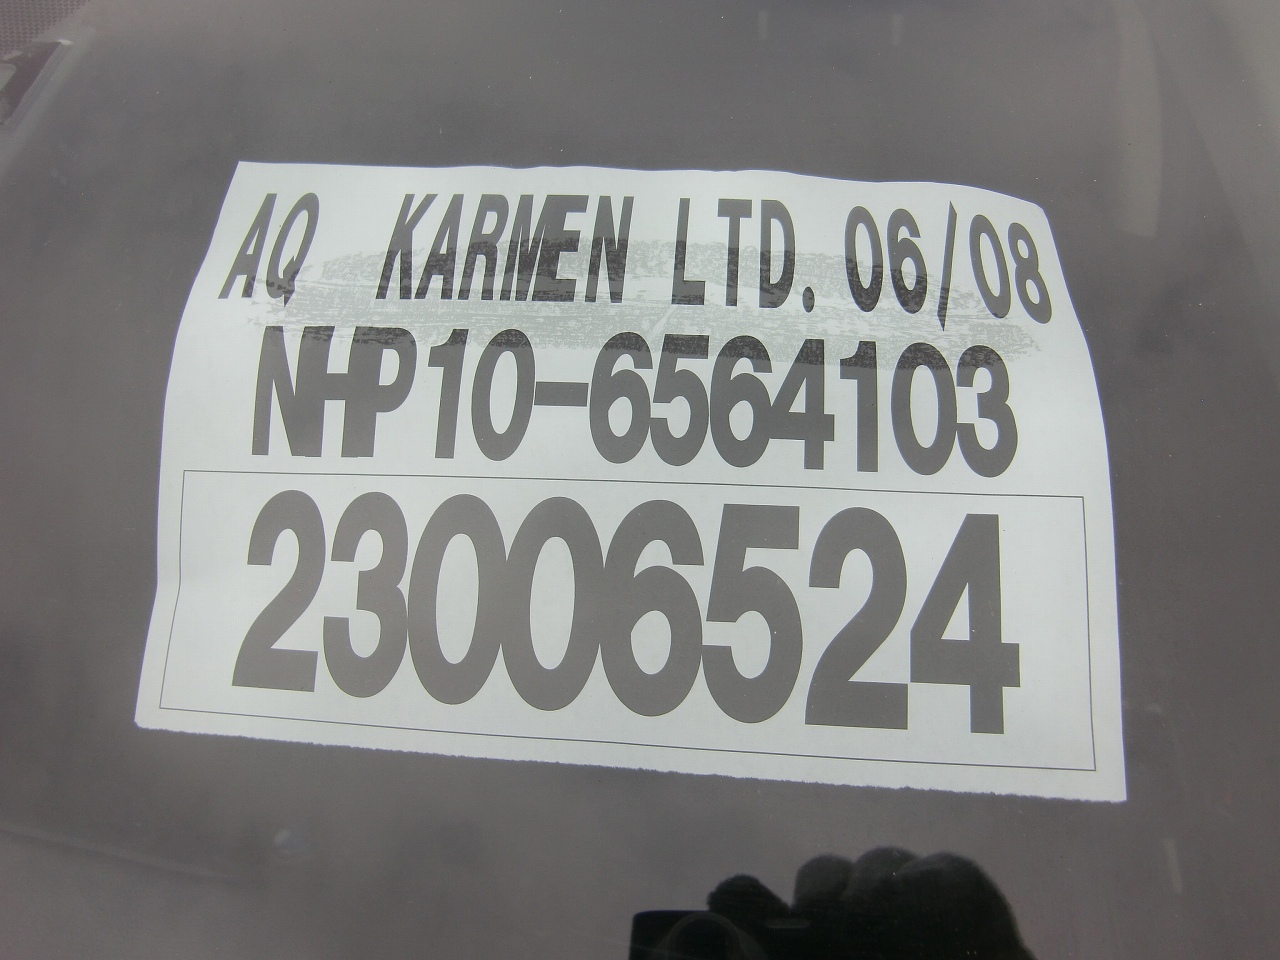 AQ KARMEN LTD. 06/08
NHP10-6564103
23006524